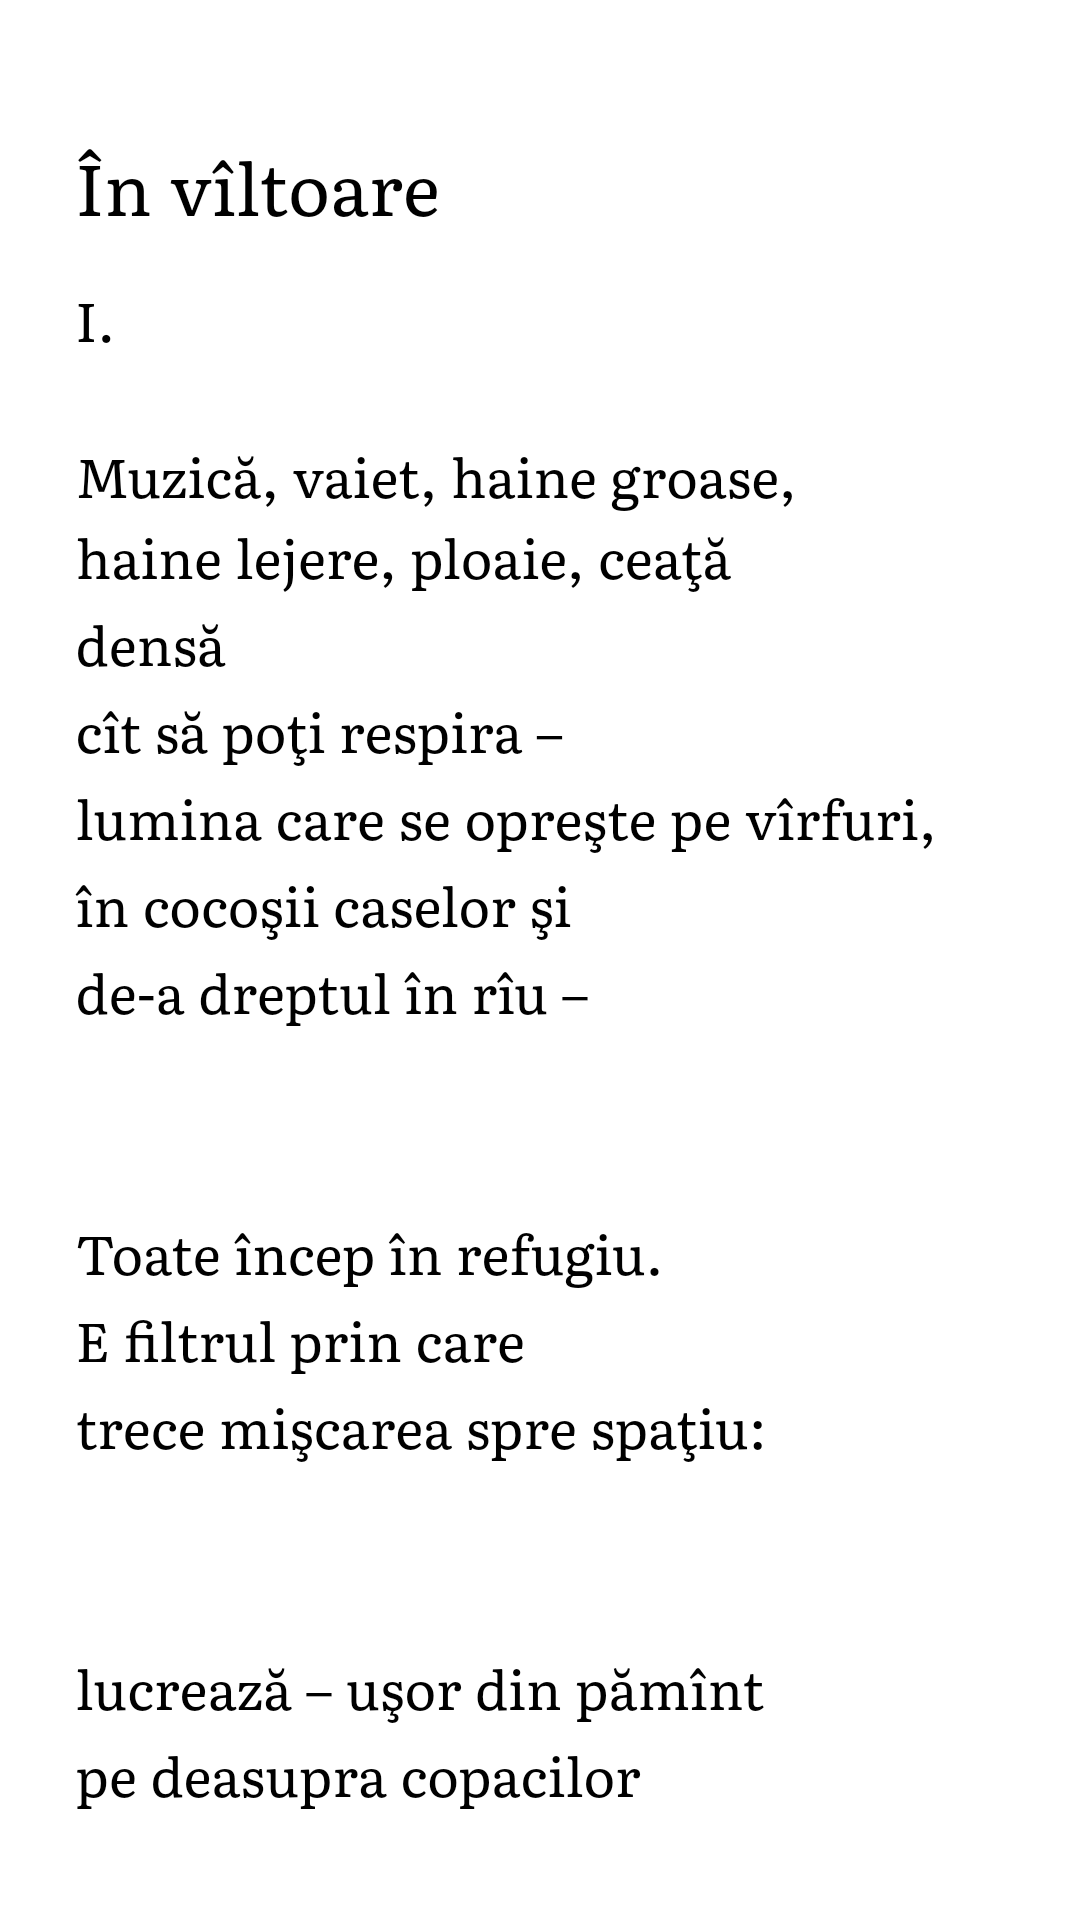 În vîltoare
I.
Muzică, vaiet, haine groase,
haine lejere, ploaie, ceaţă
densă
cît să poţi respira –
lumina care se opreşte pe vîrfuri,
în cocoşii caselor şi
de-a dreptul în rîu –
Toate încep în refugiu.
E filtrul prin care
trece mişcarea spre spaţiu:
lucrează – uşor din pămînt
pe deasupra copacilor